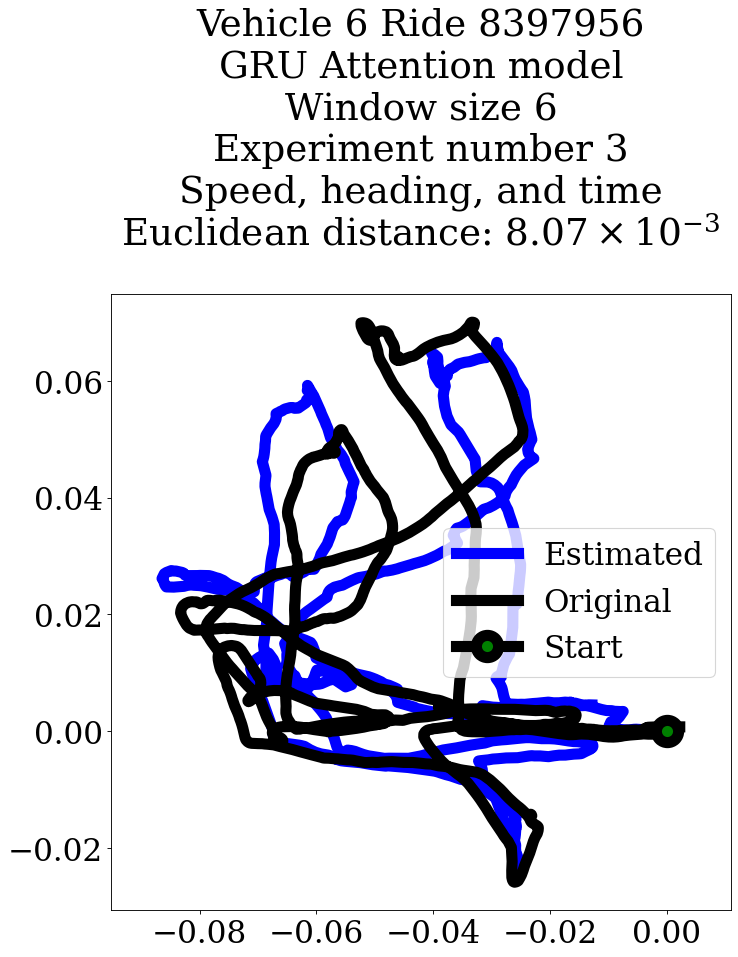 Vehicle 6 Ride 8397956
GRU Attention model
Window size 6
Experiment number 3
Speed, heading, and time
Euclidean distance: 8.07 × 10⁻³
0.06
0.04
0.02
0.00
−0.02
Estimated
Original
Start
−0.08 −0.06 −0.04 −0.02 0.00